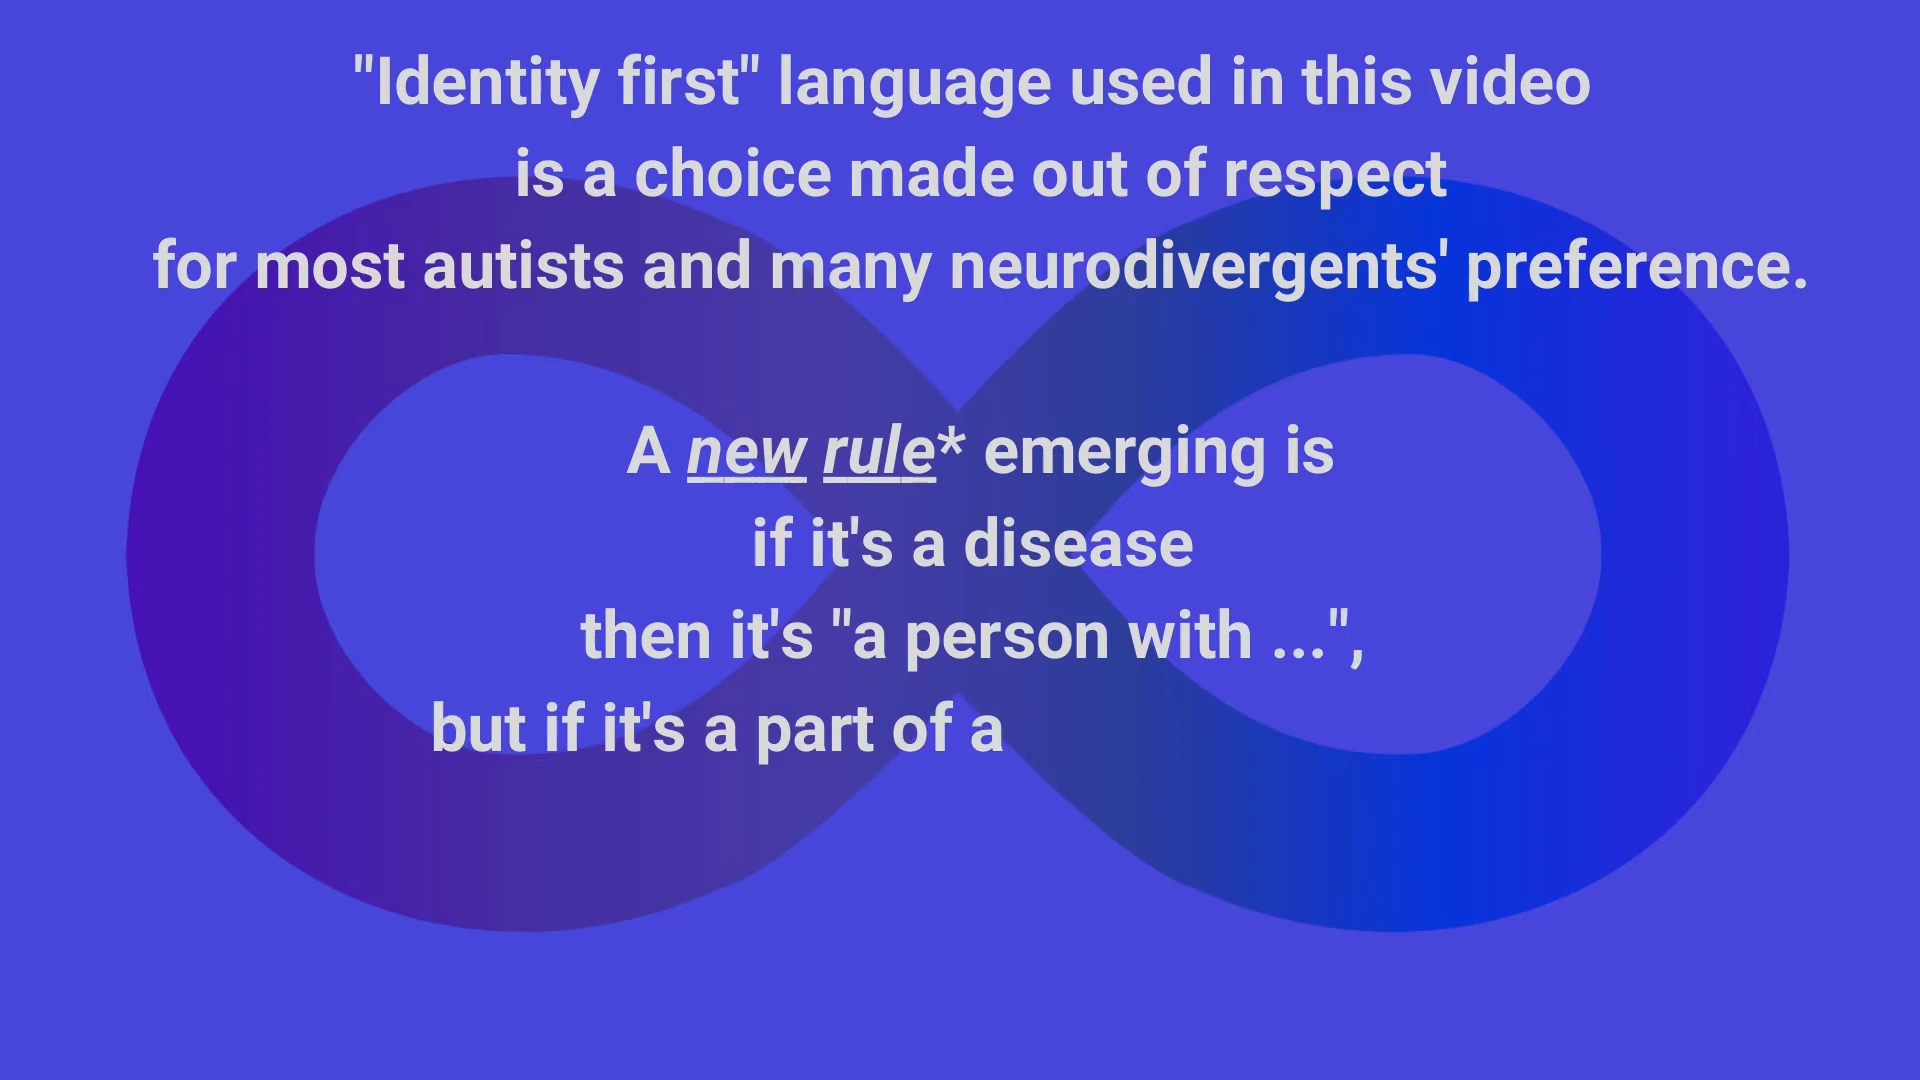 "Identity first" language used in this video
is a choice made out of respect
for most autists and many neurodivergents' preference.
A new rule* emerging is
if it's a disease
then it's "a person with ...",
but if it's a part of a